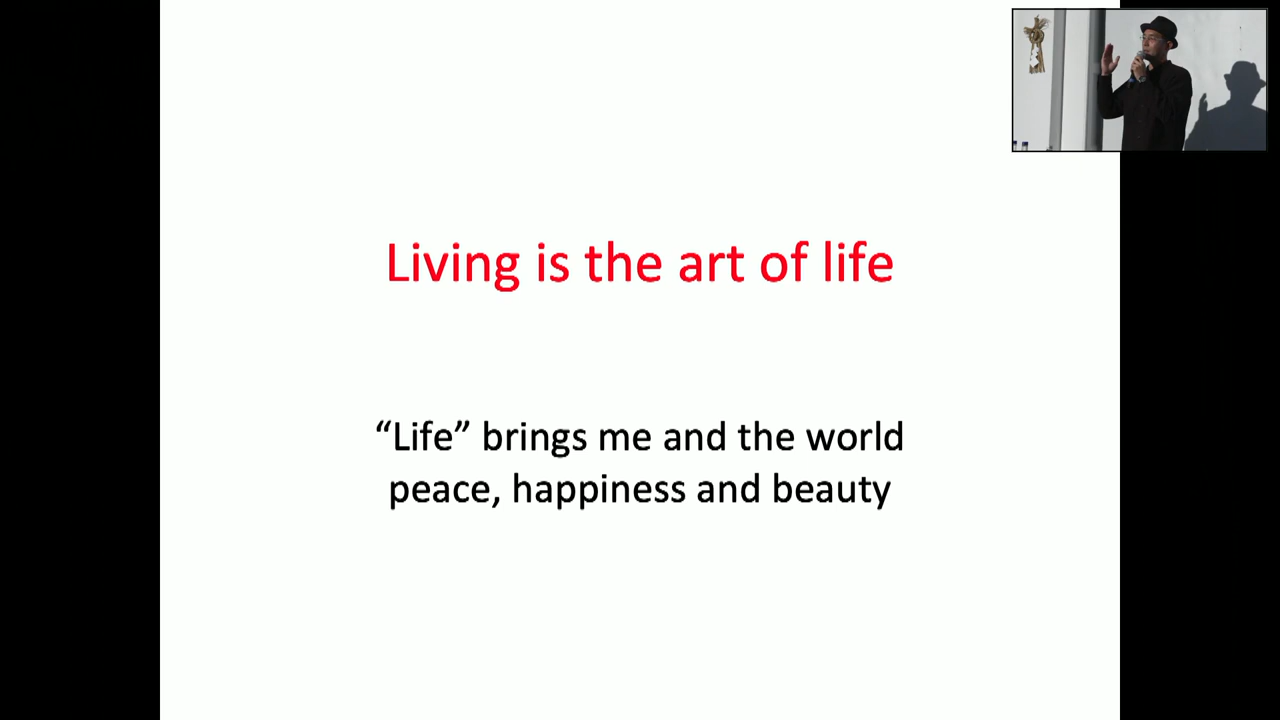 Living is the art of life
“Life” brings me and the world
peace, happiness and beauty